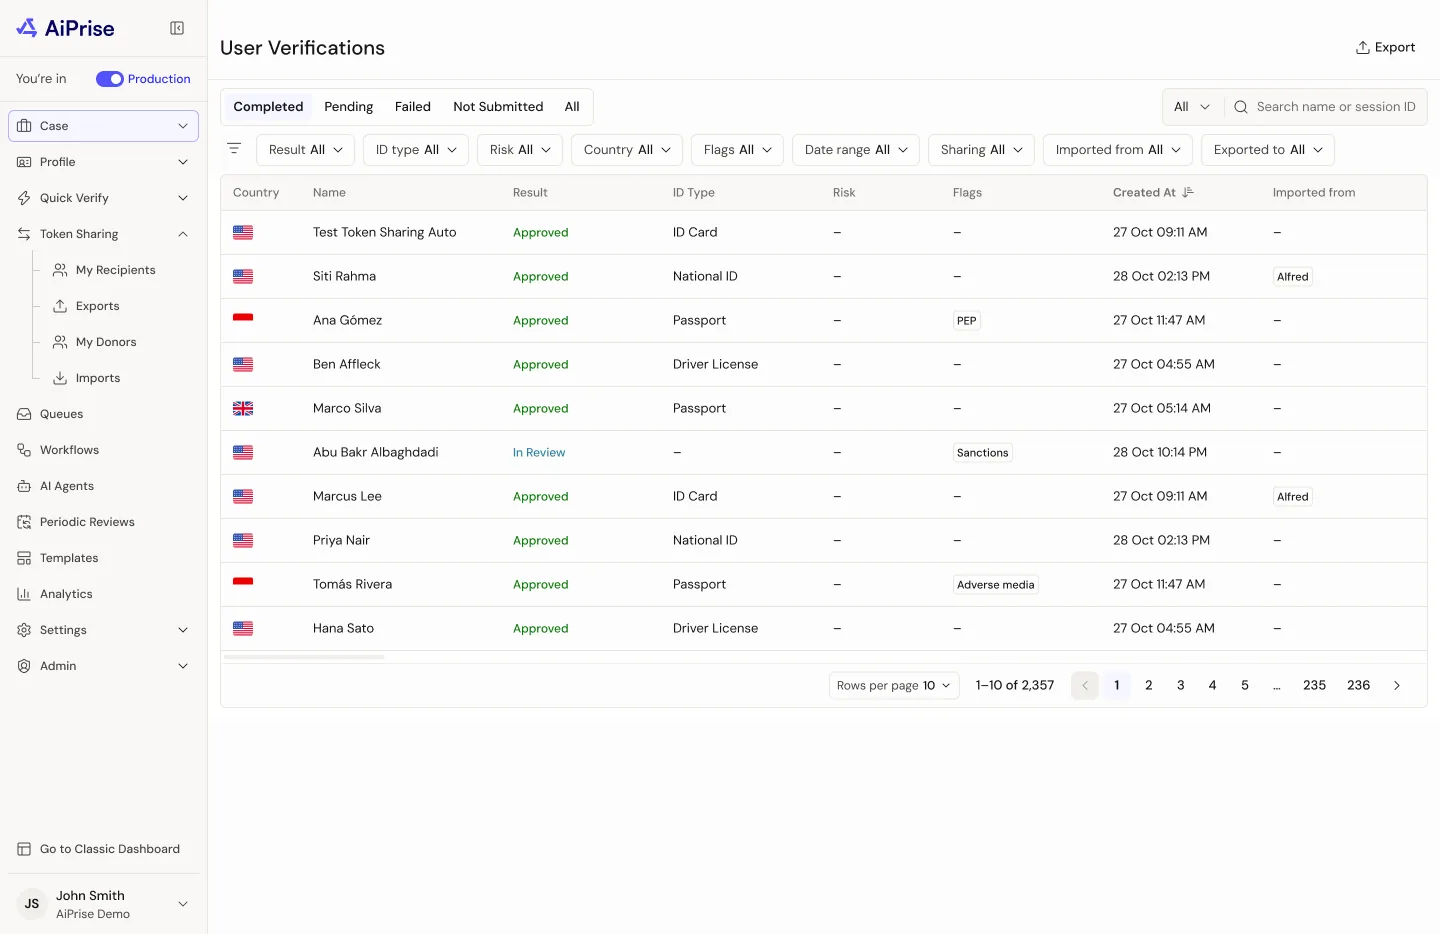 AiPrise
You're in Production
Case
Profile
Quick Verify
Token Sharing
My Recipients
Exports
My Donors
Imports
Queues
Workflows
AI Agents
Periodic Reviews
Templates
Analytics
Settings
Admin
Go to Classic Dashboard
JS John Smith
AiPrise Demo
User Verifications
Export
Completed Pending Failed Not Submitted All
All Search name or session ID
Result All ID type All Risk All Country All Flags All Date range All Sharing All Imported from All Exported to All
Country Name Result ID Type Risk Flags Created At Imported from
Test Token Sharing Auto Approved ID Card – – 27 Oct 09:11 AM –
Siti Rahma Approved National ID – – 28 Oct 02:13 PM Alfred
Ana Gómez Approved Passport – PEP 27 Oct 11:47 AM –
Ben Affleck Approved Driver License – – 27 Oct 04:55 AM –
Marco Silva Approved Passport – – 27 Oct 05:14 AM –
Abu Bakr Albaghdadi In Review – – Sanctions 28 Oct 10:14 PM –
Marcus Lee Approved ID Card – – 27 Oct 09:11 AM Alfred
Priya Nair Approved National ID – – 28 Oct 02:13 PM –
Tomás Rivera Approved Passport – Adverse media 27 Oct 11:47 AM –
Hana Sato Approved Driver License – – 27 Oct 04:55 AM –
Rows per page 10 1–10 of 2,357 1 2 3 4 5 ... 235 236